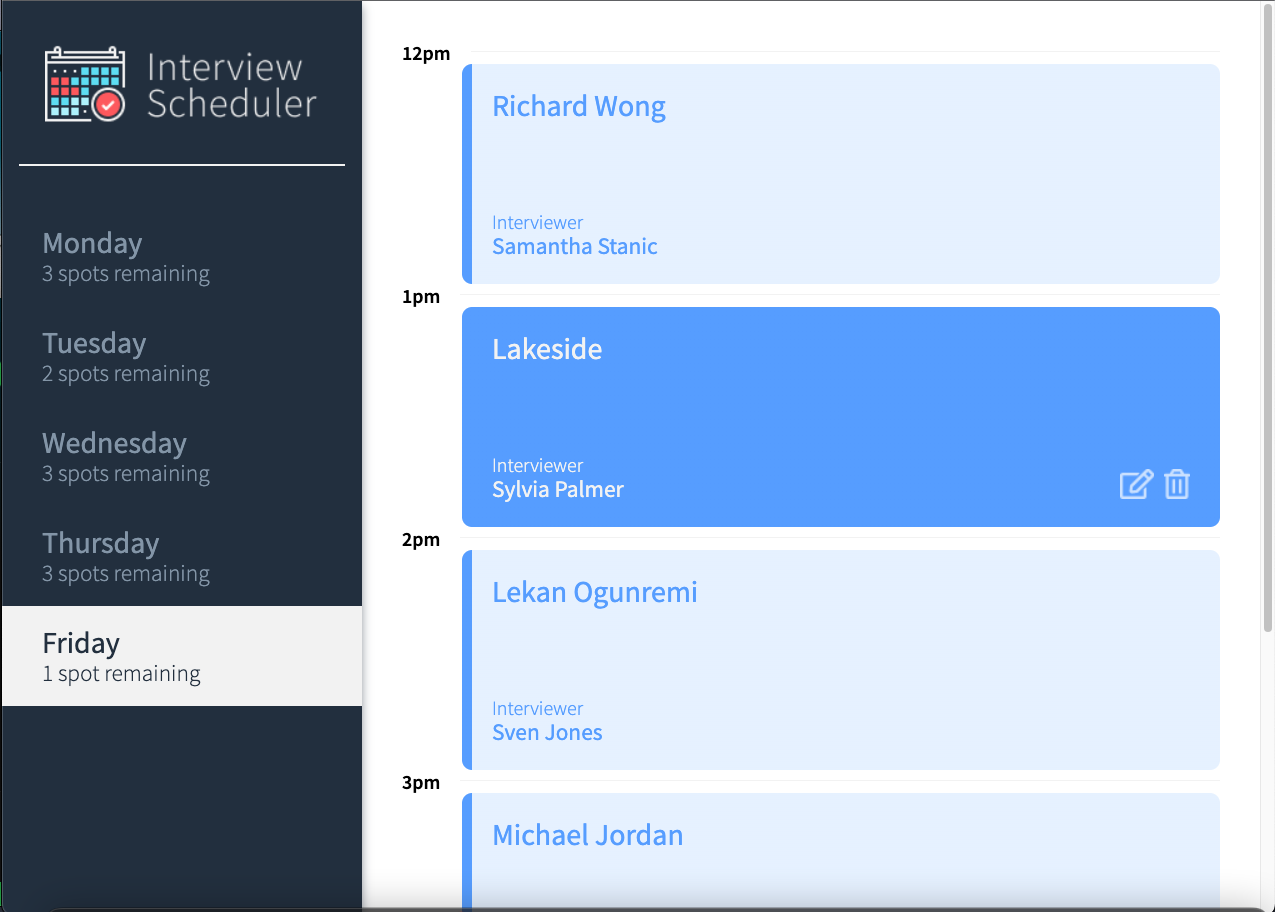 Interview
Scheduler
Monday
3 spots remaining
Tuesday
2 spots remaining
Wednesday
3 spots remaining
Thursday
3 spots remaining
Friday
1 spot remaining
12pm
Richard Wong
Interviewer
Samantha Stanic
1pm
Lakeside
Interviewer
Sylvia Palmer
2pm
Lekan Ogunremi
Interviewer
Sven Jones
3pm
Michael Jordan